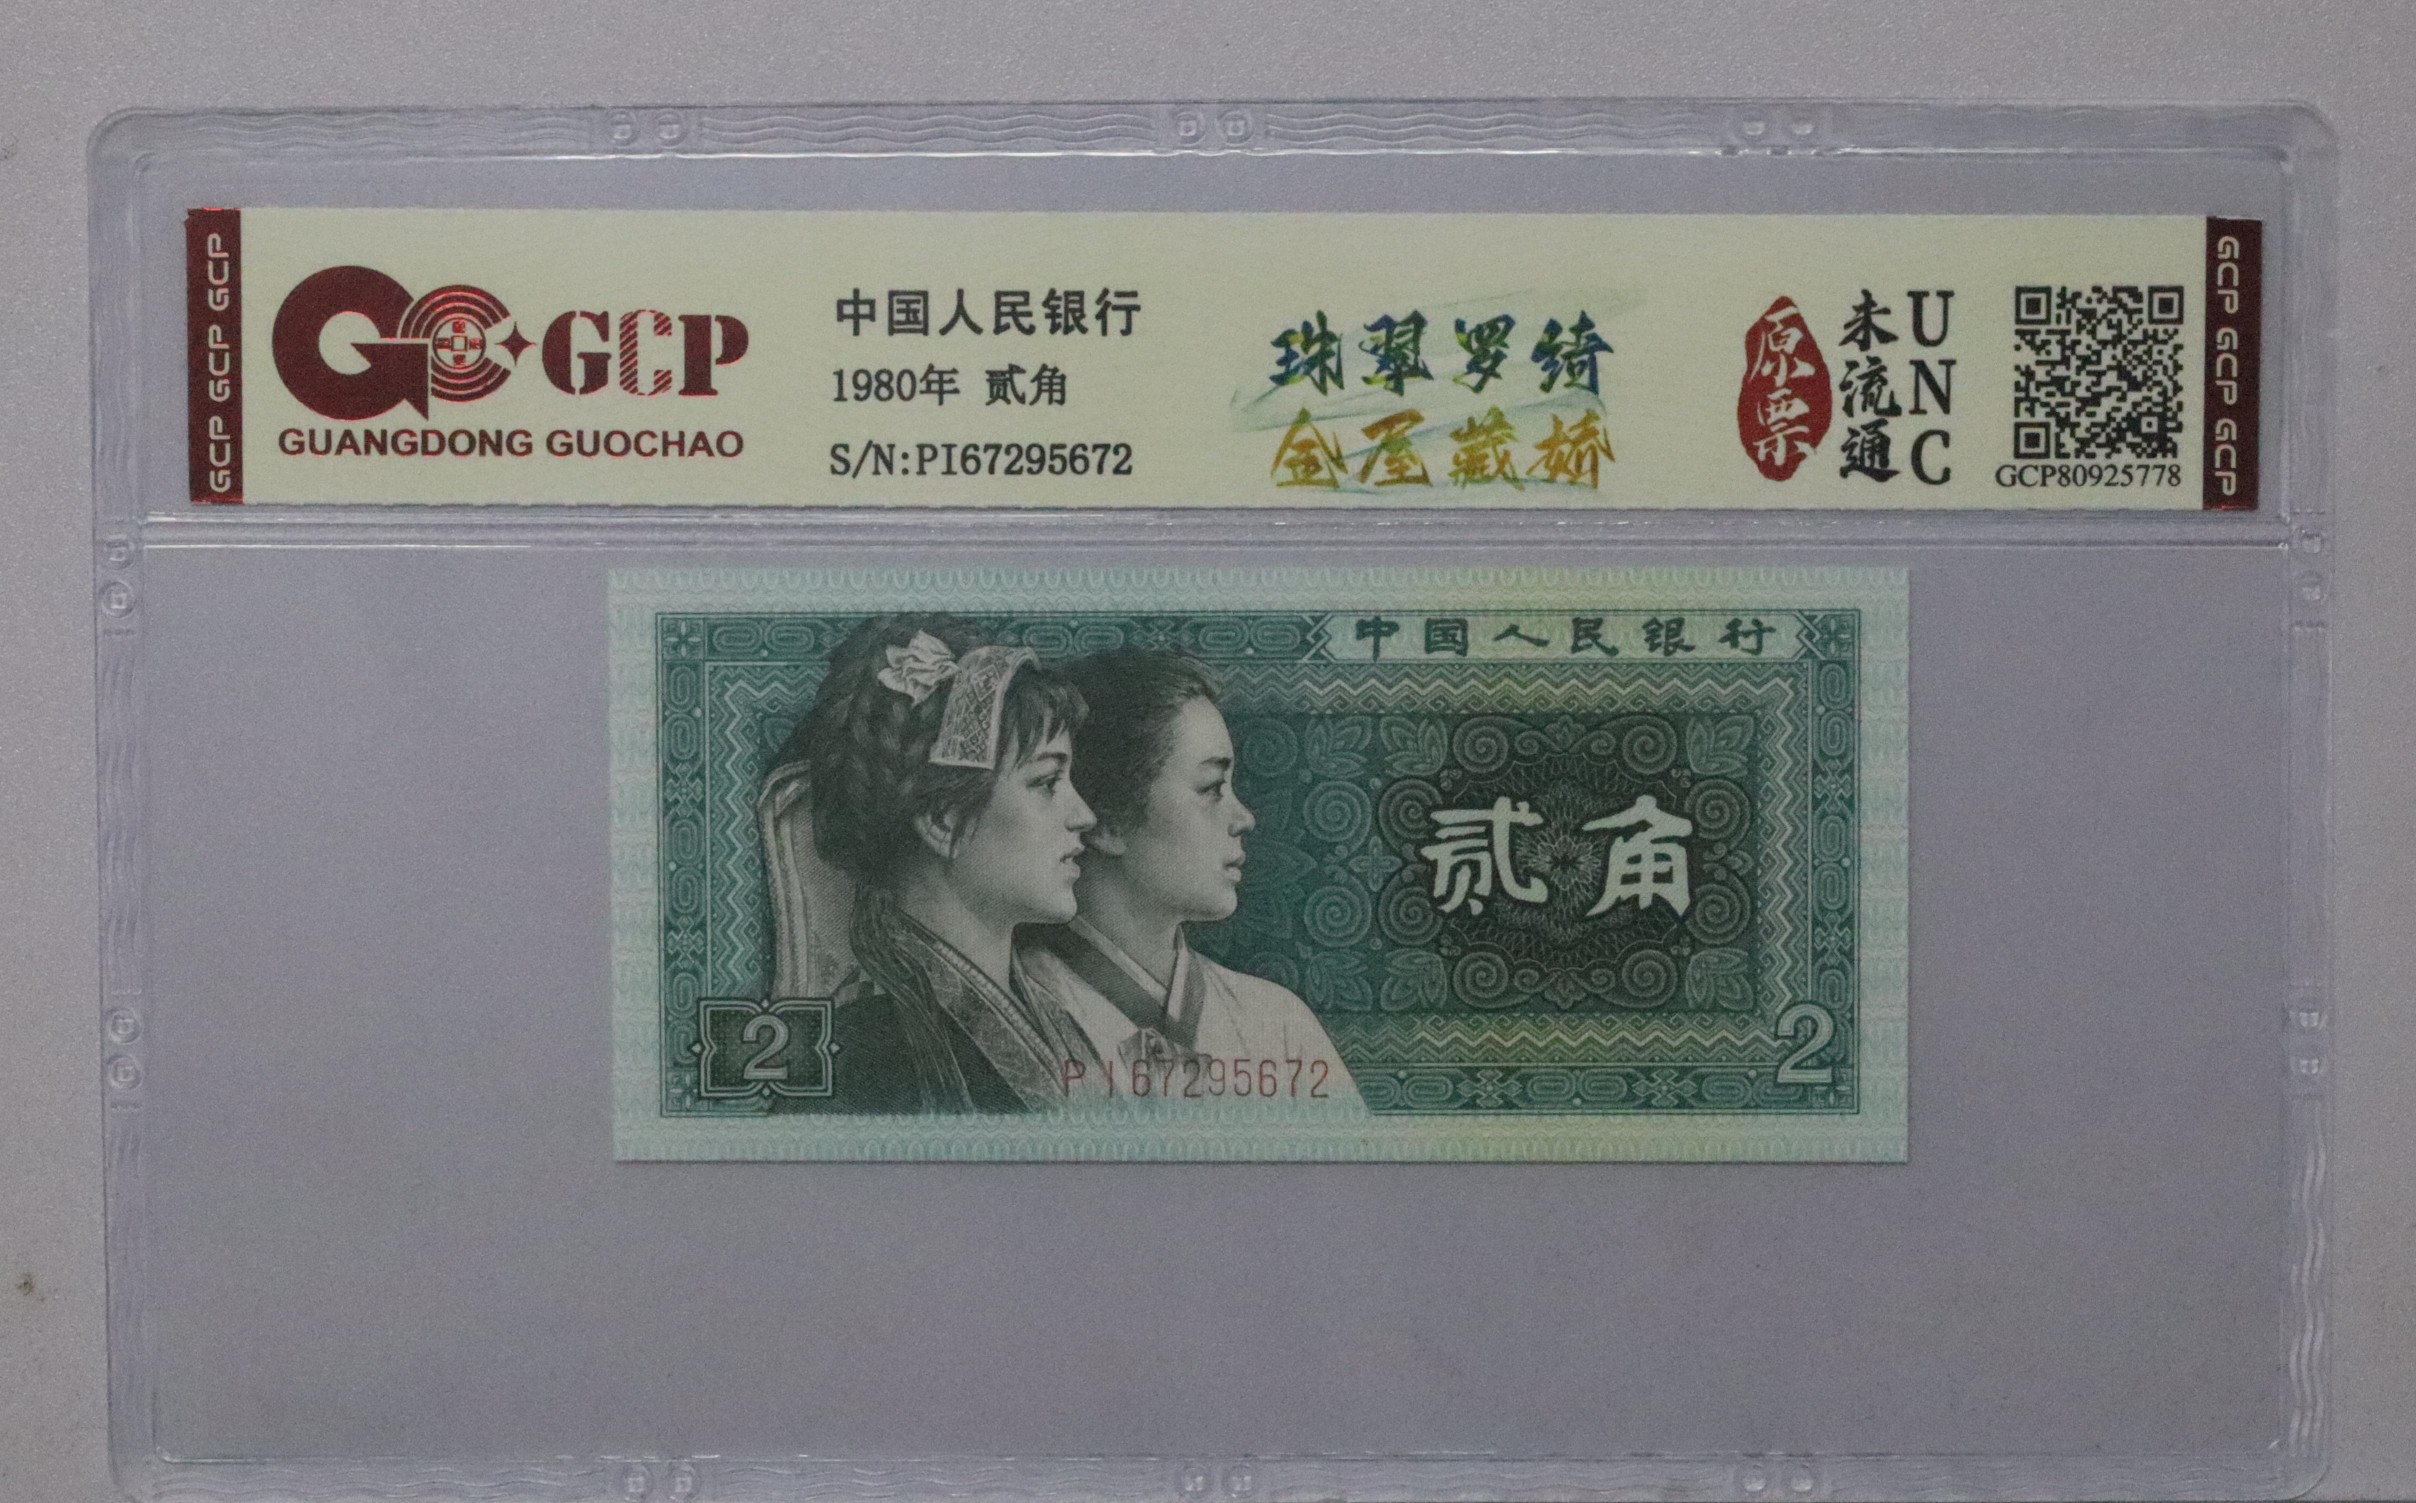 GCP GCP GCP
GCP
GUANGDONG GUOCHAO
中国人民银行
1980年 贰角
S/N:PI67295672
珠翠罗绮
金屋藏娇
原票
未流通
UNC
GCP80925778
GCP GCP GCP
中国人民银行
贰角
2
PI67295672
2